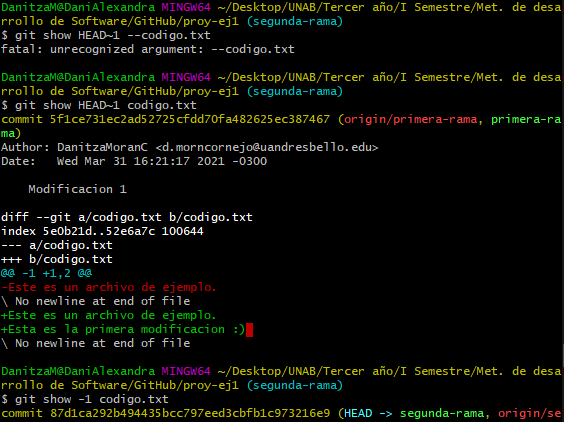 DanitzaM@DaniAlexandra MINGW64 ~/Desktop/UNAB/Tercer año/I Semestre/Met. de desa
rrollo de Software/GitHub/proy-ej1 (segunda-rama)
$ git show HEAD~1 --codigo.txt
fatal: unrecognized argument: --codigo.txt
DanitzaM@DaniAlexandra MINGW64 ~/Desktop/UNAB/Tercer año/I Semestre/Met. de desa
rrollo de Software/GitHub/proy-ej1 (segunda-rama)
$ git show HEAD~1 codigo.txt
commit 5f1ce731ec2ad52725cfdd70fa482625ec387467 (origin/primera-rama, primera-ra
ma)
Author: DanitzaMoranC <d.morncornejo@uandresbello.edu>
Date:   Wed Mar 31 16:21:17 2021 -0300
    Modificacion 1
diff --git a/codigo.txt b/codigo.txt
index 5e0b21d..52e6a7c 100644
--- a/codigo.txt
+++ b/codigo.txt
@@ -1 +1,2 @@
-Este es un archivo de ejemplo.
\ No newline at end of file
+Este es un archivo de ejemplo.
+Esta es la primera modificacion :)
\ No newline at end of file
DanitzaM@DaniAlexandra MINGW64 ~/Desktop/UNAB/Tercer año/I Semestre/Met. de desa
rrollo de Software/GitHub/proy-ej1 (segunda-rama)
$ git show -1 codigo.txt
commit 87d1ca292b494435bcc797eed3cbfb1c973216e9 (HEAD -> segunda-rama, origin/se